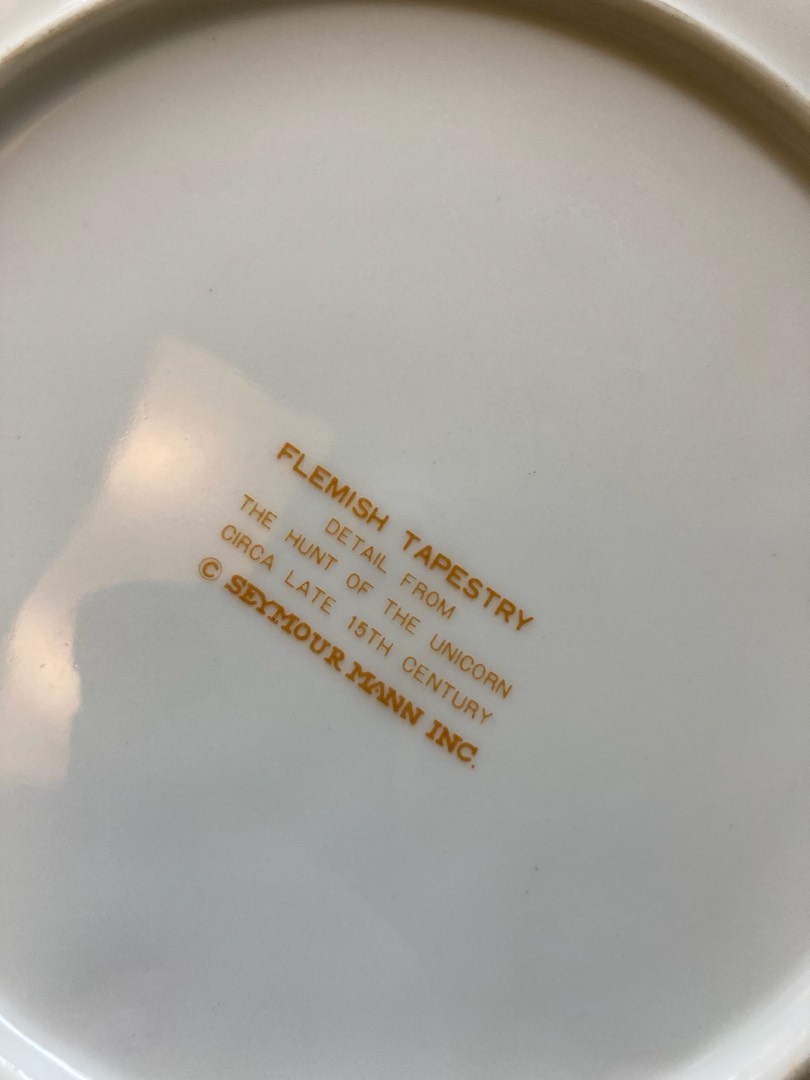 FLEMISH TAPESTRY
DETAIL FROM
THE HUNT OF THE UNICORN
CIRCA LATE 15TH CENTURY
© SEYMOUR MANN INC.